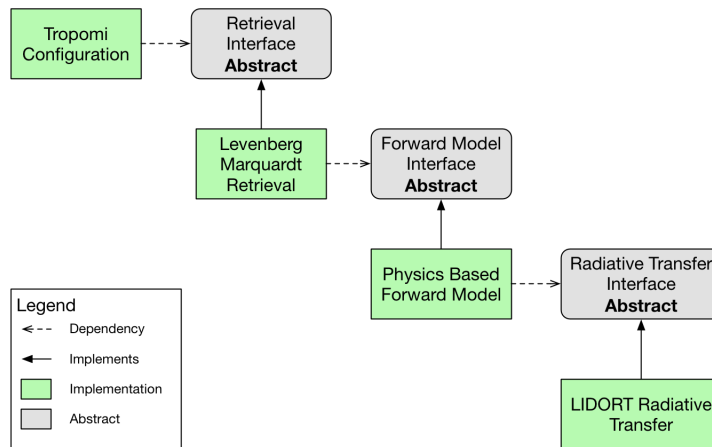 Tropomi
Configuration
Retrieval
Interface
Abstract
Levenberg
Marquardt
Retrieval
Forward Model
Interface
Abstract
Physics Based
Forward Model
Radiative Transfer
Interface
Abstract
LIDORT Radiative
Transfer
Legend
Dependency
Implements
Implementation
Abstract